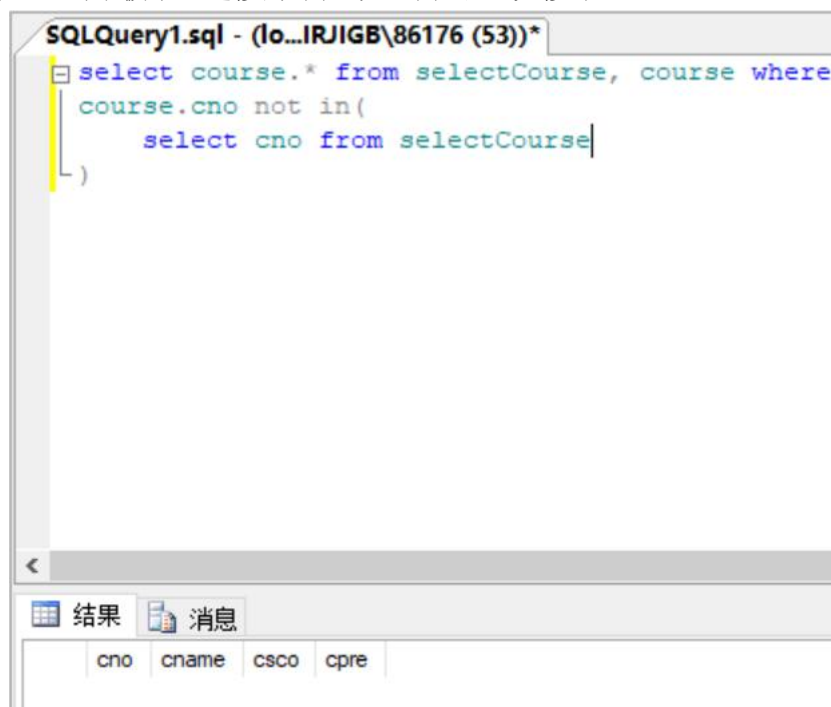 SQLQuery1.sql - (lo...IRJIGB\86176 (53))*
select course.* from selectCourse, course where
course.cno not in(
select cno from selectCourse
)
结果 消息
cno cname csco cpre